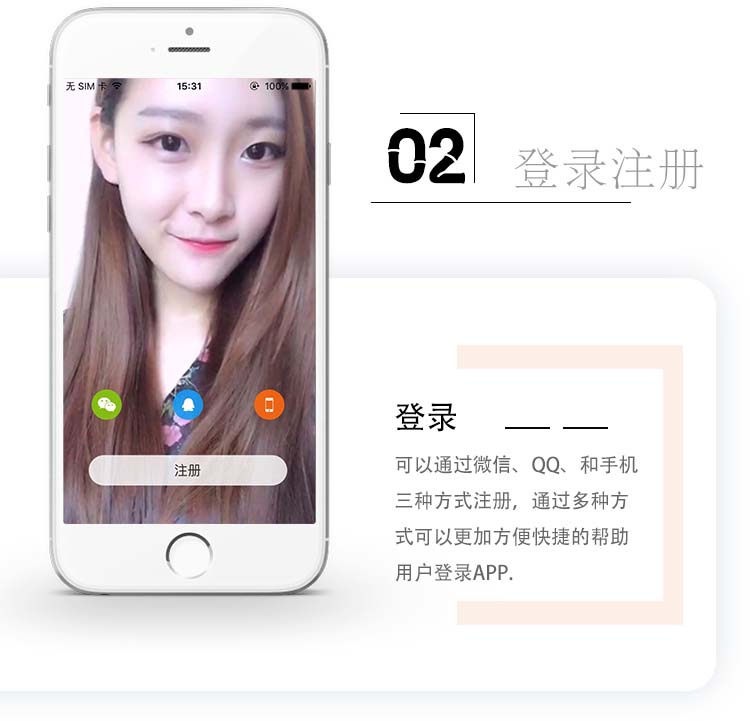 无 SIM 卡 15:31 100%
02 登录注册
登录
可以通过微信、QQ、和手机
三种方式注册，通过多种方
式可以更加方便快捷的帮助
用户登录APP.
注册